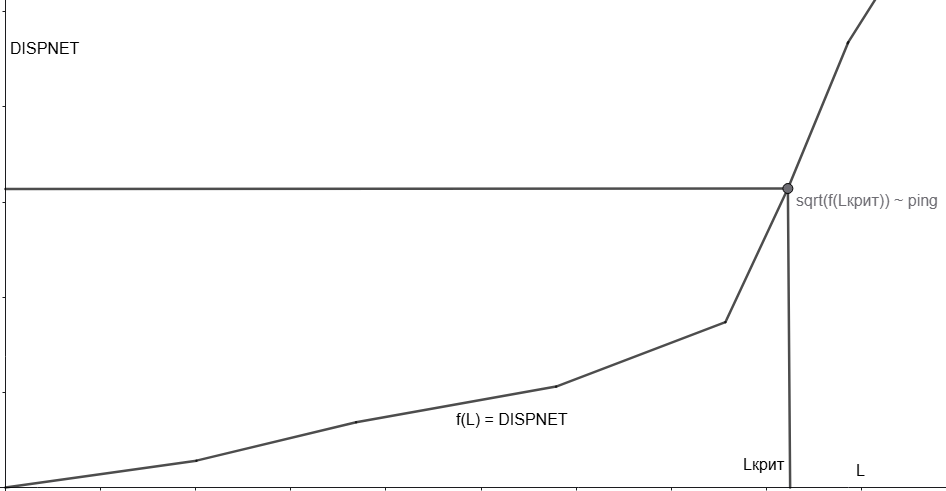 DISPNET
sqrt(f(Lкрит)) ~ ping
f(L) = DISPNET
Lкрит
L